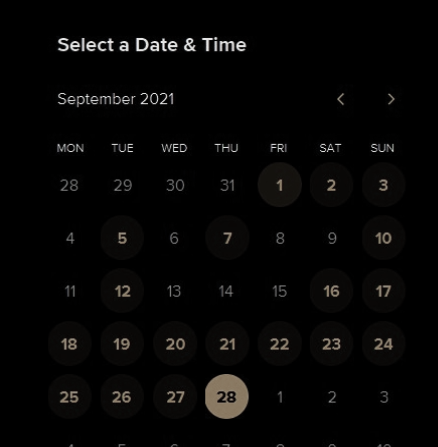 Select a Date & Time
September 2021
MON TUE WED THU FRI SAT SUN
28 29 30 31 1 2 3
4 5 6 7 8 9 10
11 12 13 14 15 16 17
18 19 20 21 22 23 24
25 26 27 28 1 2 3